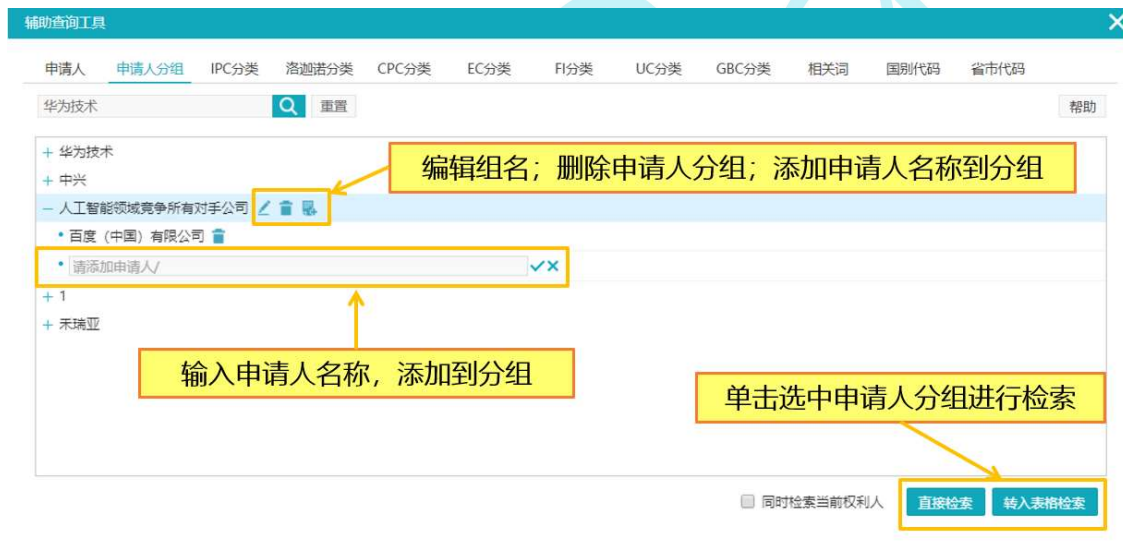 辅助查询工具
申请人 申请人分组 IPC分类 洛迦诺分类 CPC分类 EC分类 FI分类 UC分类 GBC分类 相关词 国别代码 省市代码
华为技术 重置 帮助
+ 华为技术
编辑组名；删除申请人分组；添加申请人名称到分组
+ 中兴
- 人工智能领域竞争所有对手公司
• 百度（中国）有限公司
• 请添加申请人/
+ 1
+ 禾瑞亚
输入申请人名称，添加到分组
单击选中申请人分组进行检索
同时检索当前权利人 直接检索 转入表格检索